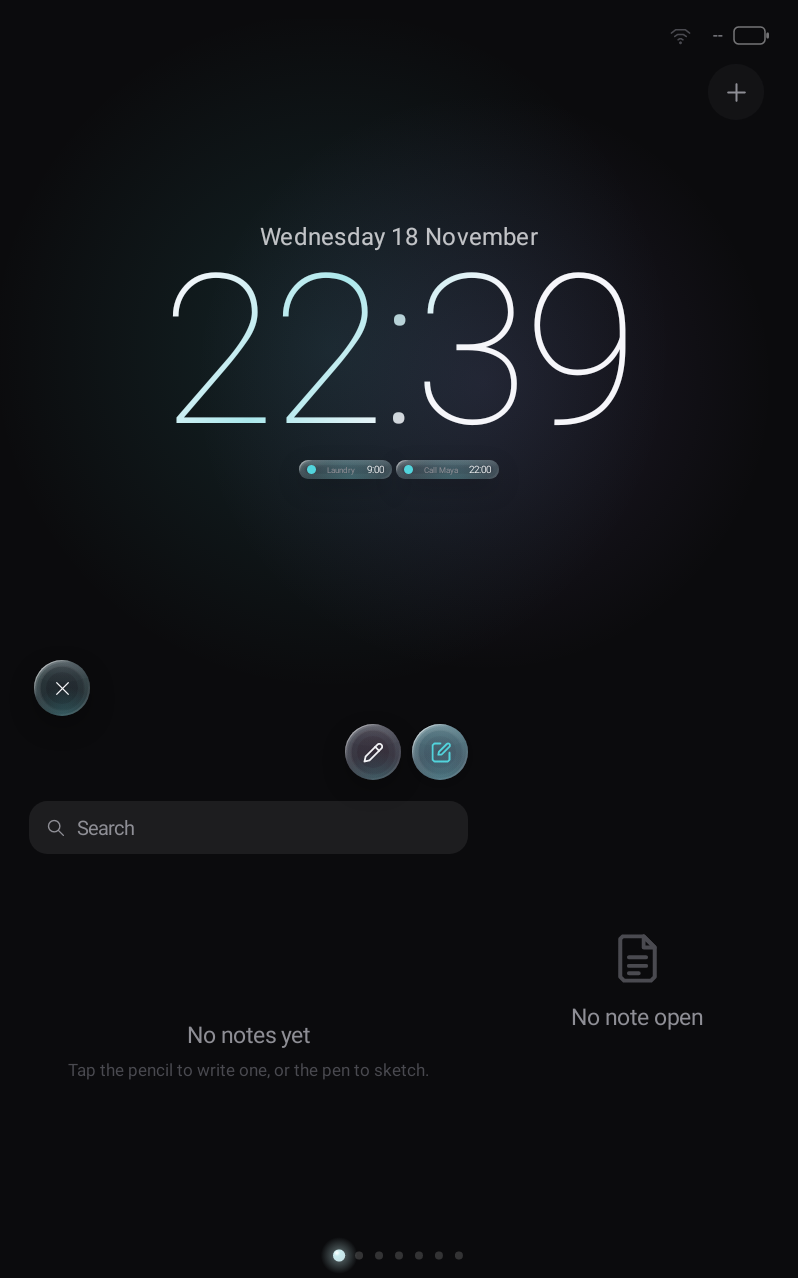 --
Wednesday 18 November
22:39
Laundry 9:00 Call Maya 22:00
Search
No notes yet
Tap the pencil to write one, or the pen to sketch.
No note open